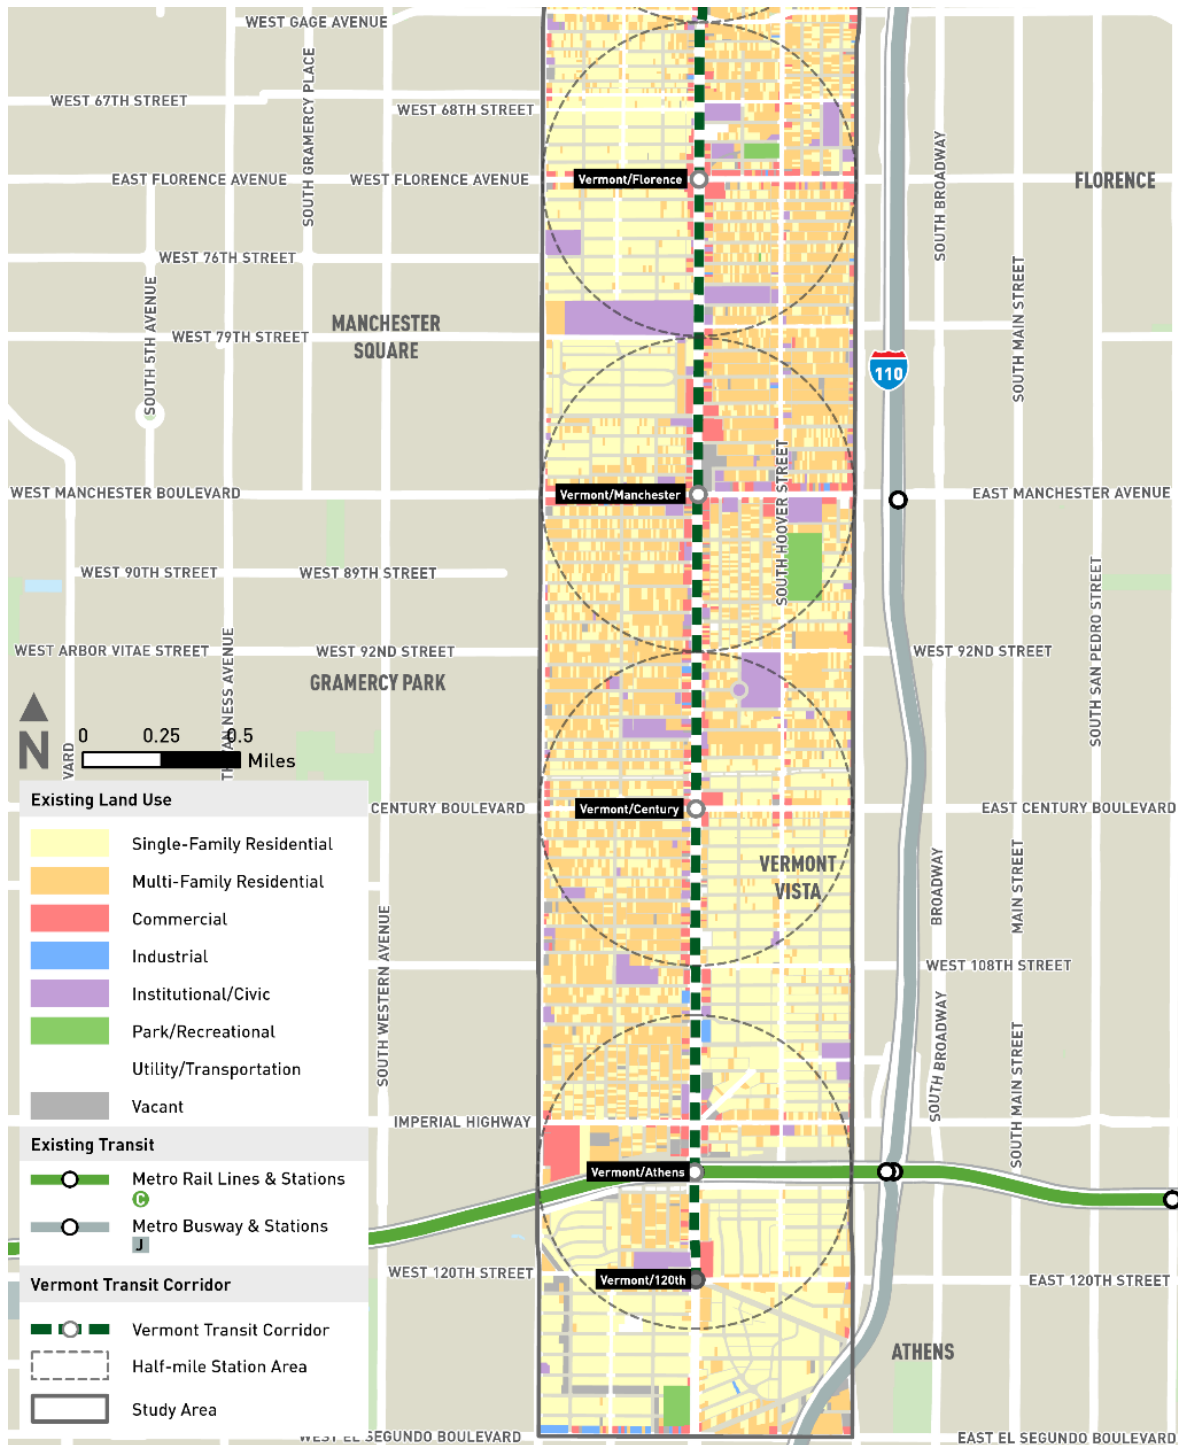 WEST GAGE AVENUE
SOUTH GRAMERCY PLACE
WEST 67TH STREET
WEST 68TH STREET
EAST FLORENCE AVENUE
WEST FLORENCE AVENUE
Vermont/Florence
SOUTH BROADWAY
FLORENCE
WEST 76TH STREET
SOUTH 5TH AVENUE
SOUTH MAIN STREET
MANCHESTER
SQUARE
WEST 79TH STREET
110
WEST MANCHESTER BOULEVARD
Vermont/Manchester
SOUTH HOOVER STREET
EAST MANCHESTER AVENUE
WEST 90TH STREET
WEST 89TH STREET
SOUTH SAN PEDRO STREET
WEST ARBOR VITAE STREET
WEST 92ND STREET
WEST 92ND STREET
GRAMERCY PARK
NESS AVENUE
N
0 0.25 0.5
Miles
VARD
CENTURY BOULEVARD
Vermont/Century
EAST CENTURY BOULEVARD
VERMONT
VISTA
BROADWAY
MAIN STREET
SOUTH WESTERN AVENUE
WEST 108TH STREET
SOUTH BROADWAY
SOUTH MAIN STREET
IMPERIAL HIGHWAY
Vermont/Athens
WEST 120TH STREET
Vermont/120th
EAST 120TH STREET
ATHENS
WEST EL SEGUNDO BOULEVARD
EAST EL SEGUNDO BOULEVARD
Existing Land Use
Single-Family Residential
Multi-Family Residential
Commercial
Industrial
Institutional/Civic
Park/Recreational
Utility/Transportation
Vacant
Existing Transit
Metro Rail Lines & Stations
C
Metro Busway & Stations
J
Vermont Transit Corridor
Vermont Transit Corridor
Half-mile Station Area
Study Area